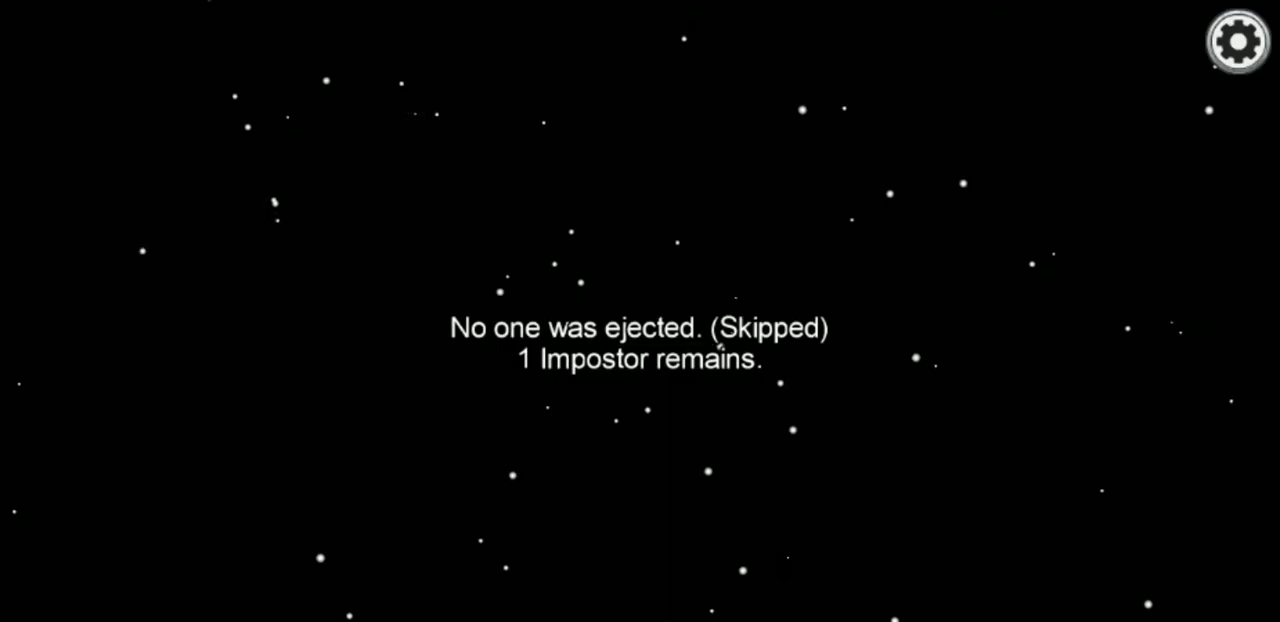 No one was ejected. (Skipped)
1 Impostor remains.